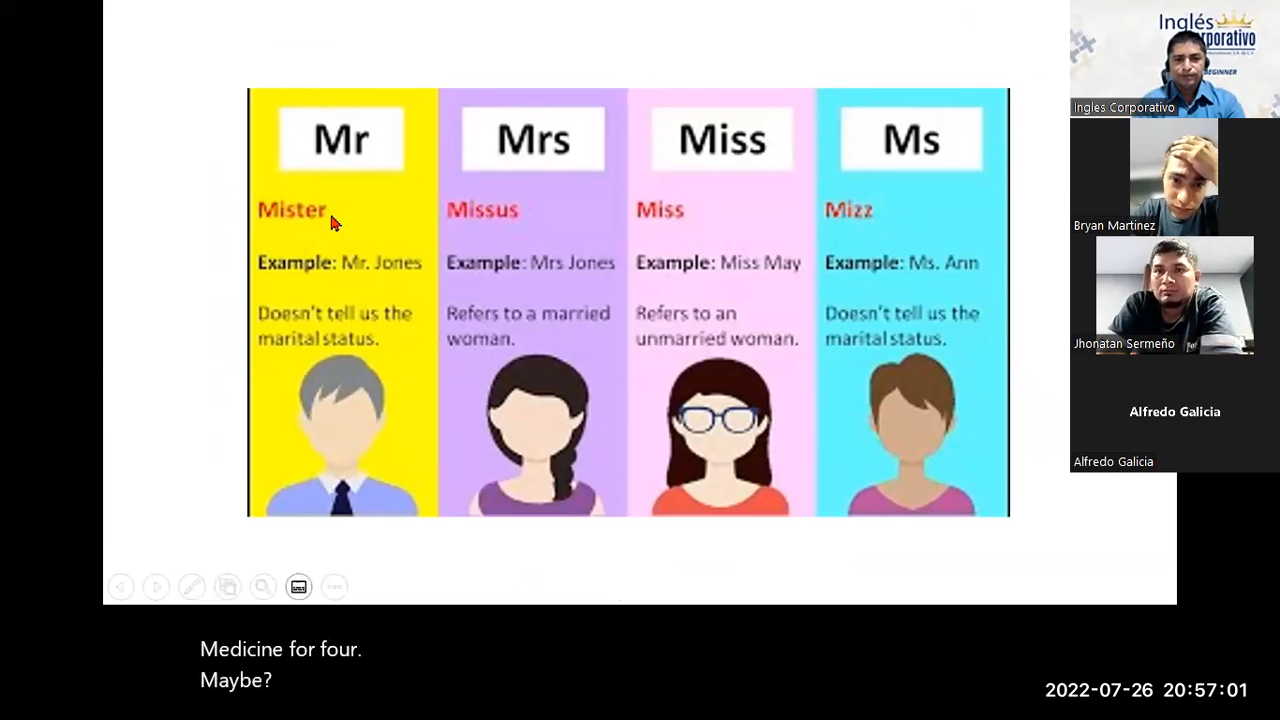 Mr
Mrs
Miss
Ms
Mister
Missus
Miss
Mizz
Example: Mr. Jones
Example: Mrs Jones
Example: Miss May
Example: Ms. Ann
Doesn't tell us the
marital status.
Refers to a married
woman.
Refers to an
unmarried woman.
Doesn't tell us the
marital status.
Inglés
BEGINNER
Ingles Corporativo
Bryan Martinez
Jhonatan Sermeño
Alfredo Galicia
Alfredo Galicia
Medicine for four.
Maybe?
2022-07-26 20:57:01